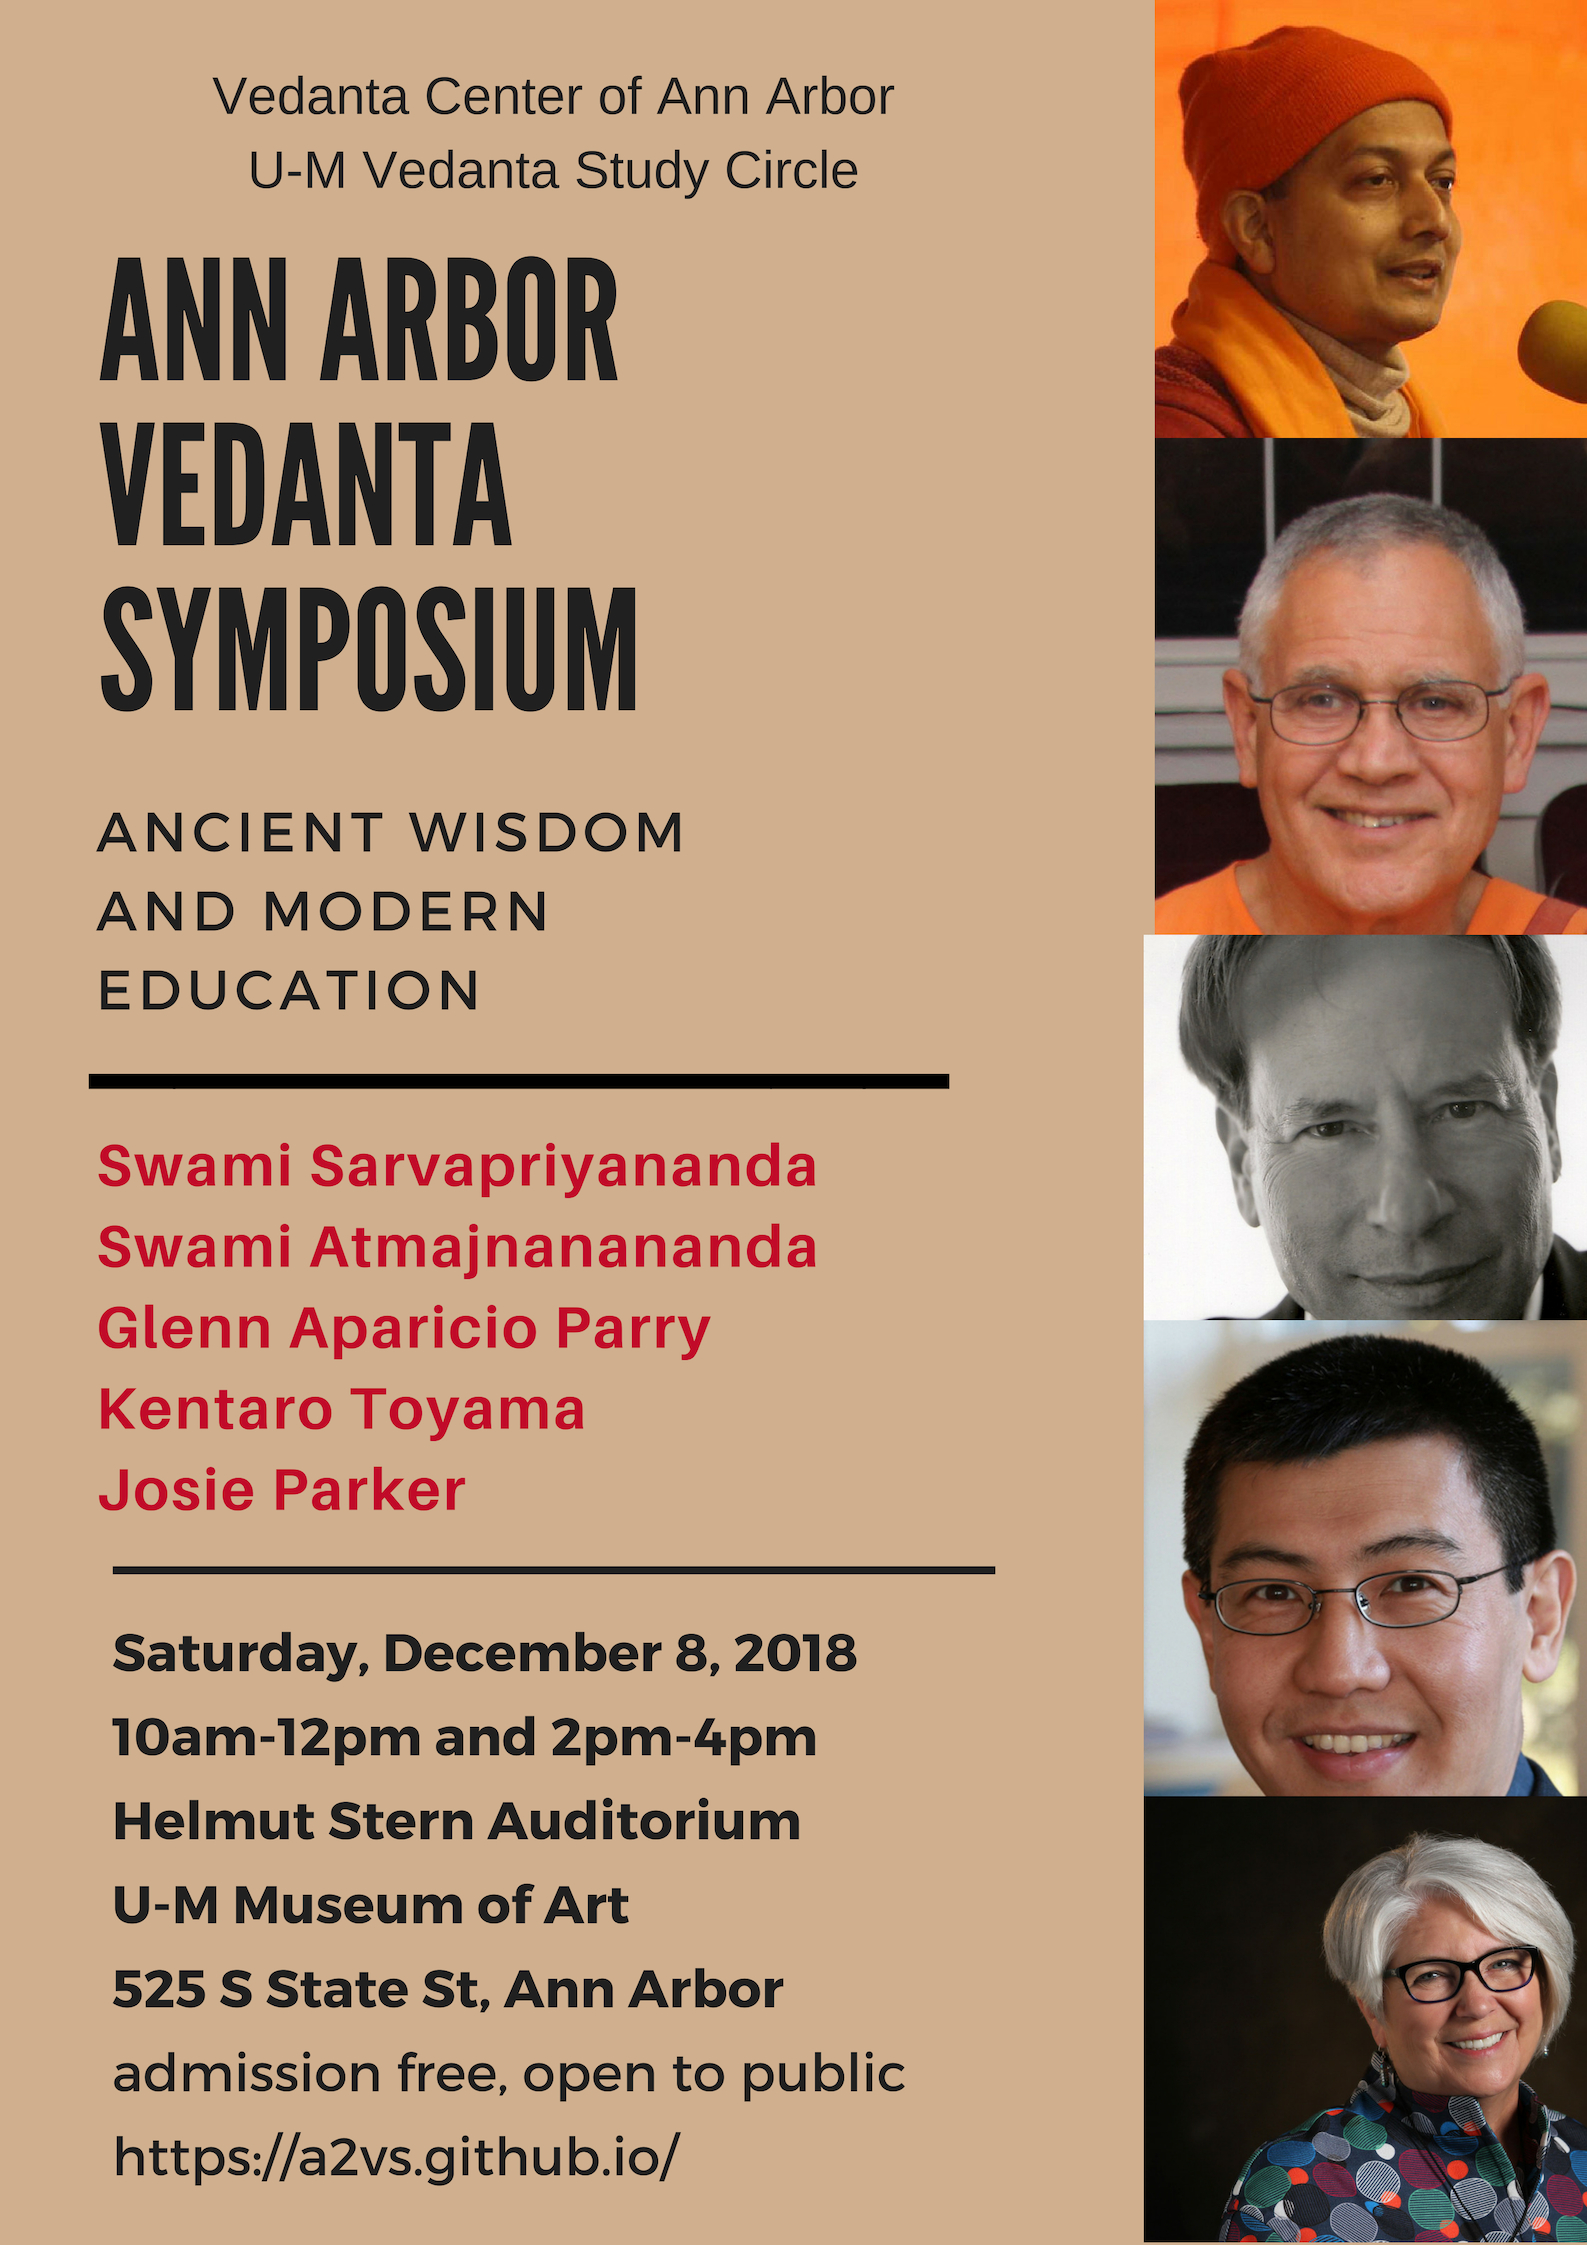 Vedanta Center of Ann Arbor
U-M Vedanta Study Circle
ANN ARBOR
VEDANTA
SYMPOSIUM
ANCIENT WISDOM
AND MODERN
EDUCATION
Swami Sarvapriyananda
Swami Atmajnanananda
Glenn Aparicio Parry
Kentaro Toyama
Josie Parker
Saturday, December 8, 2018
10am-12pm and 2pm-4pm
Helmut Stern Auditorium
U-M Museum of Art
525 S State St, Ann Arbor
admission free, open to public
https://a2vs.github.io/